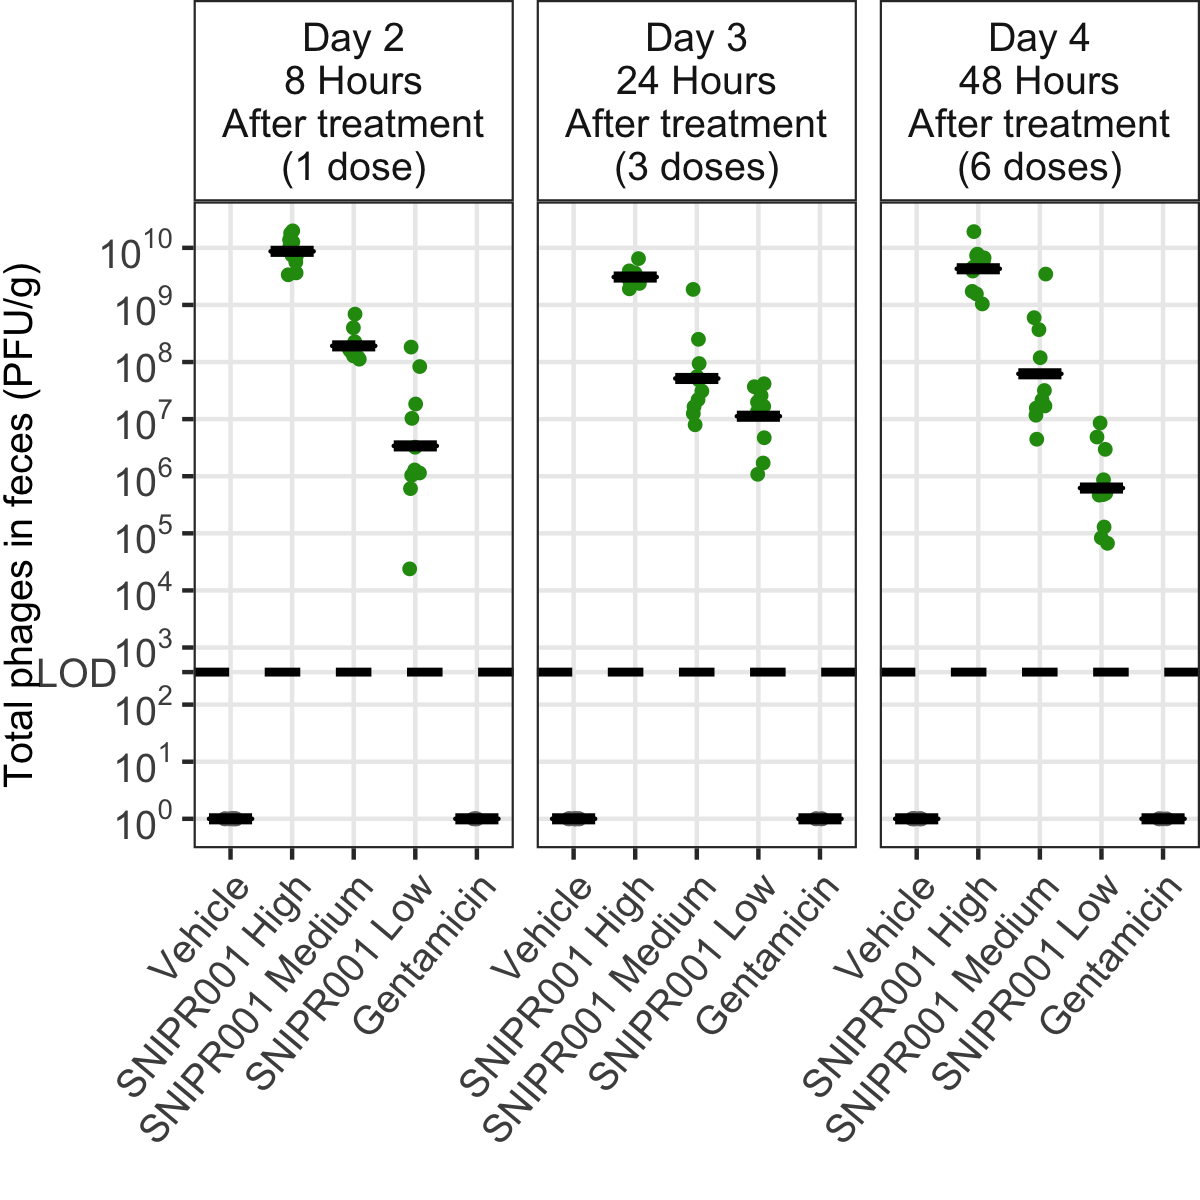 Day 2
8 Hours
After treatment
(1 dose)
Day 3
24 Hours
After treatment
(3 doses)
Day 4
48 Hours
After treatment
(6 doses)
Total phages in feces (PFU/g)
10^10
10^9
10^8
10^7
10^6
10^5
10^4
10^3
LOD
10^2
10^1
10^0
Vehicle
SNIPR001 High
SNIPR001 Medium
SNIPR001 Low
Gentamicin
Vehicle
SNIPR001 High
SNIPR001 Medium
SNIPR001 Low
Gentamicin
Vehicle
SNIPR001 High
SNIPR001 Medium
SNIPR001 Low
Gentamicin